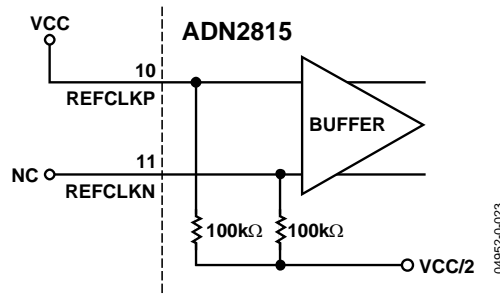 VCC
ADN2815
10
REFCLKP
BUFFER
11
NC
REFCLKN
100kΩ
100kΩ
VCC/2
04952-0-023